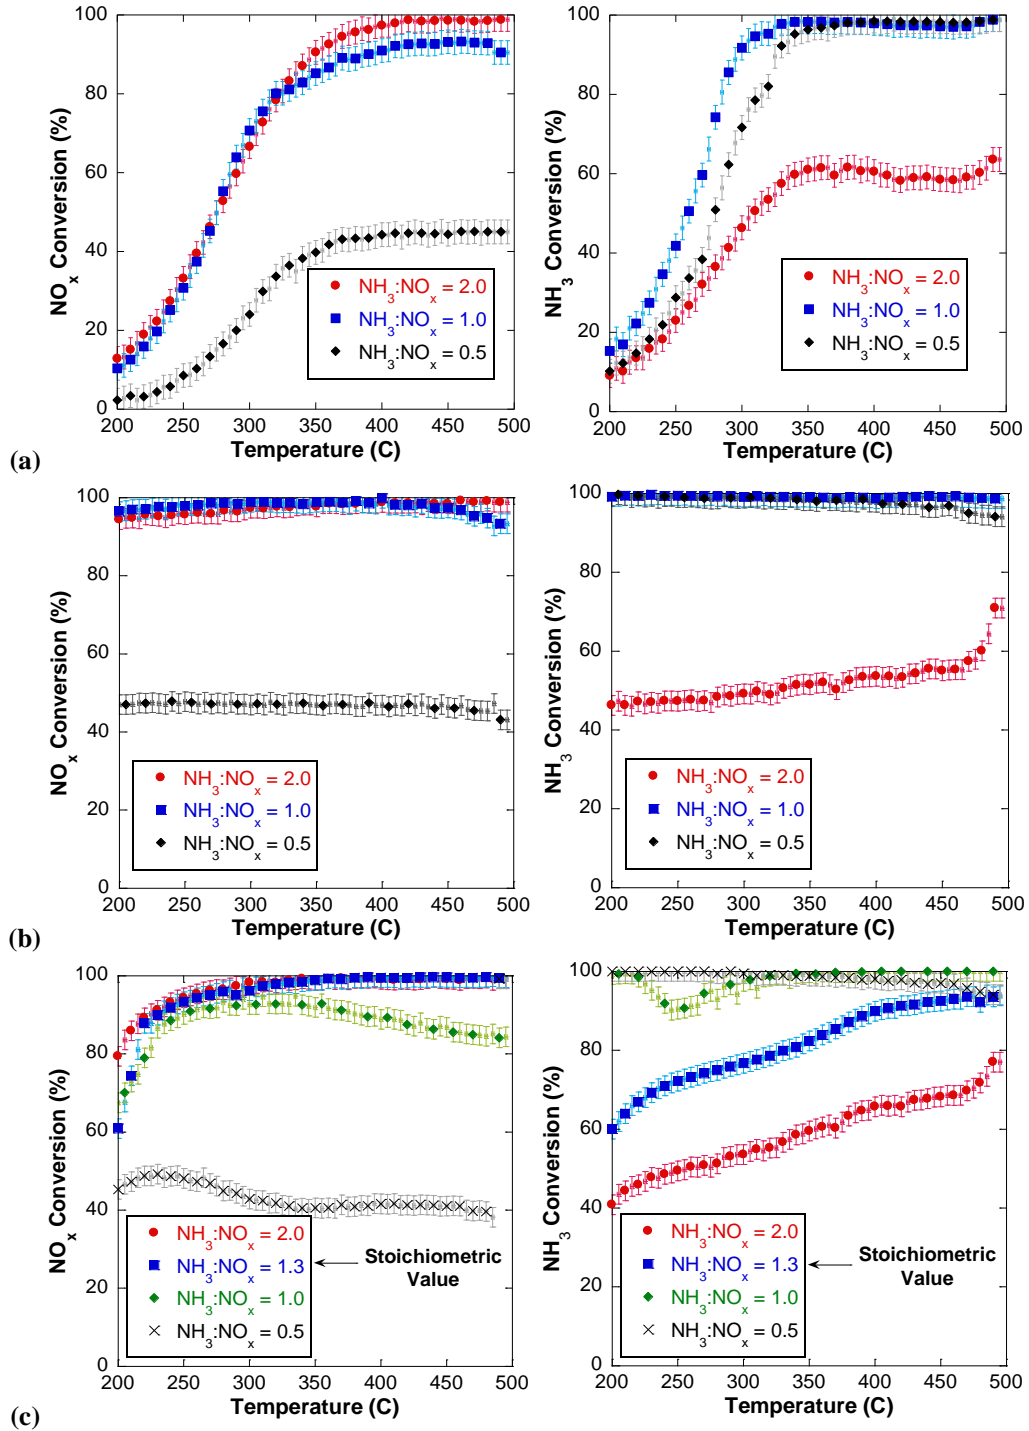 NOx Conversion (%)
100
80
60
40
20
0
200 250 300 350 400 450 500
Temperature (C)
NH3:NOx = 2.0
NH3:NOx = 1.0
NH3:NOx = 0.5
NH3 Conversion (%)
100
80
60
40
20
0
200 250 300 350 400 450 500
Temperature (C)
NH3:NOx = 2.0
NH3:NOx = 1.0
NH3:NOx = 0.5
(a)
NOx Conversion (%)
100
80
60
40
20
0
200 250 300 350 400 450 500
Temperature (C)
NH3:NOx = 2.0
NH3:NOx = 1.0
NH3:NOx = 0.5
NH3 Conversion (%)
100
80
60
40
20
0
200 250 300 350 400 450 500
Temperature (C)
NH3:NOx = 2.0
NH3:NOx = 1.0
NH3:NOx = 0.5
(b)
NOx Conversion (%)
100
80
60
40
20
0
200 250 300 350 400 450 500
Temperature (C)
NH3:NOx = 2.0
NH3:NOx = 1.3
NH3:NOx = 1.0
NH3:NOx = 0.5
Stoichiometric
Value
NH3 Conversion (%)
100
80
60
40
20
0
200 250 300 350 400 450 500
Temperature (C)
NH3:NOx = 2.0
NH3:NOx = 1.3
NH3:NOx = 1.0
NH3:NOx = 0.5
Stoichiometric
Value
(c)